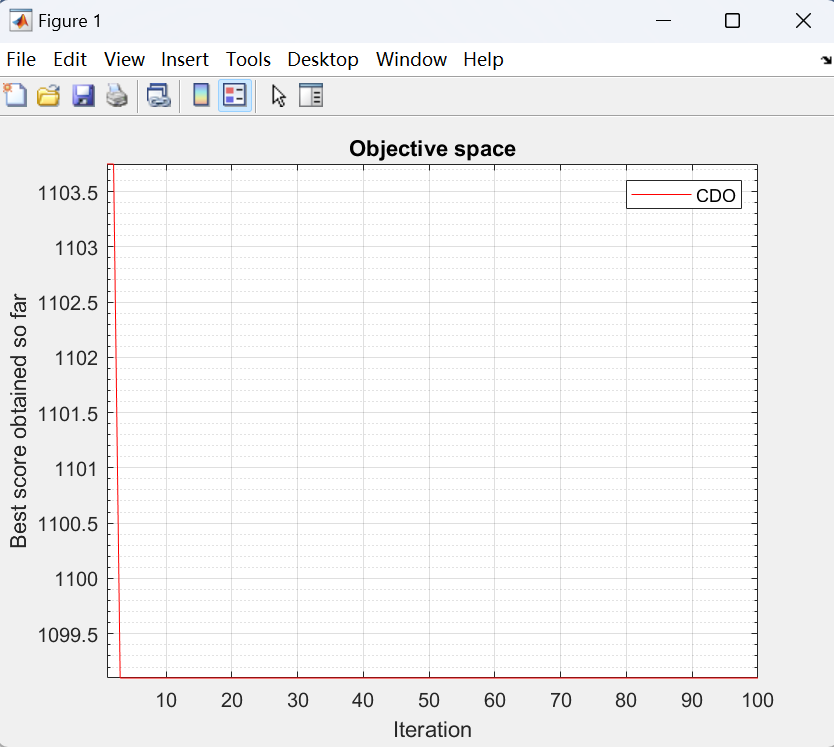 Figure 1
File Edit View Insert Tools Desktop Window Help
Objective space
CDO
1103.5
1103
1102.5
1102
1101.5
1101
1100.5
1100
1099.5
Best score obtained so far
10 20 30 40 50 60 70 80 90 100
Iteration